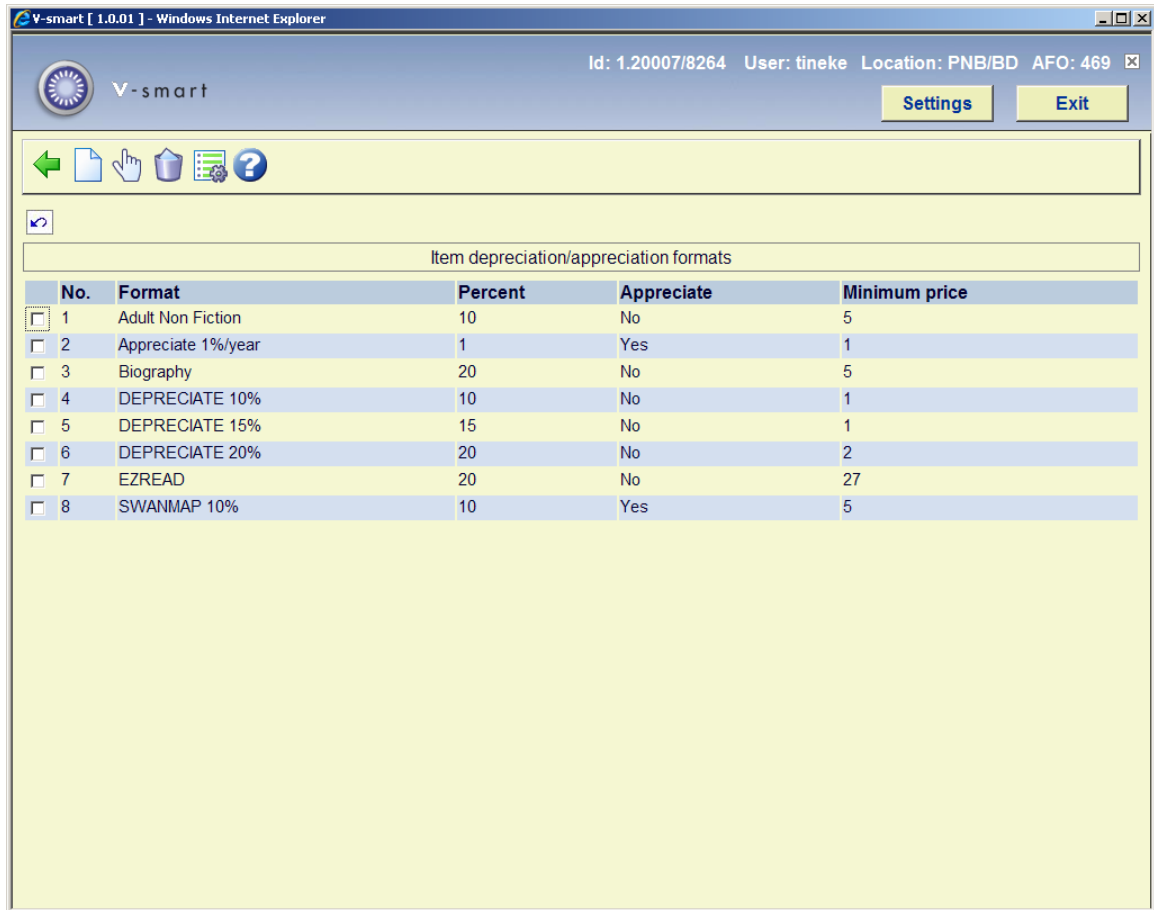 V-smart [ 1.0.01 ] - Windows Internet Explorer
Id: 1.20007/8264 User: tineke Location: PNB/BD AFO: 469
V-smart
Settings Exit
Item depreciation/appreciation formats
No. Format Percent Appreciate Minimum price
1 Adult Non Fiction 10 No 5
2 Appreciate 1%/year 1 Yes 1
3 Biography 20 No 5
4 DEPRECIATE 10% 10 No 1
5 DEPRECIATE 15% 15 No 1
6 DEPRECIATE 20% 20 No 2
7 EZREAD 20 No 27
8 SWANMAP 10% 10 Yes 5